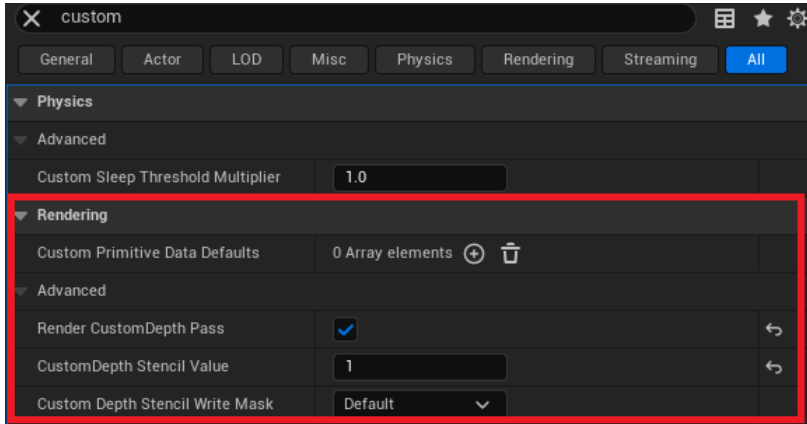 custom
General Actor LOD Misc Physics Rendering Streaming All
Physics
Advanced
Custom Sleep Threshold Multiplier 1.0
Rendering
Custom Primitive Data Defaults 0 Array elements
Advanced
Render CustomDepth Pass
CustomDepth Stencil Value 1
Custom Depth Stencil Write Mask Default